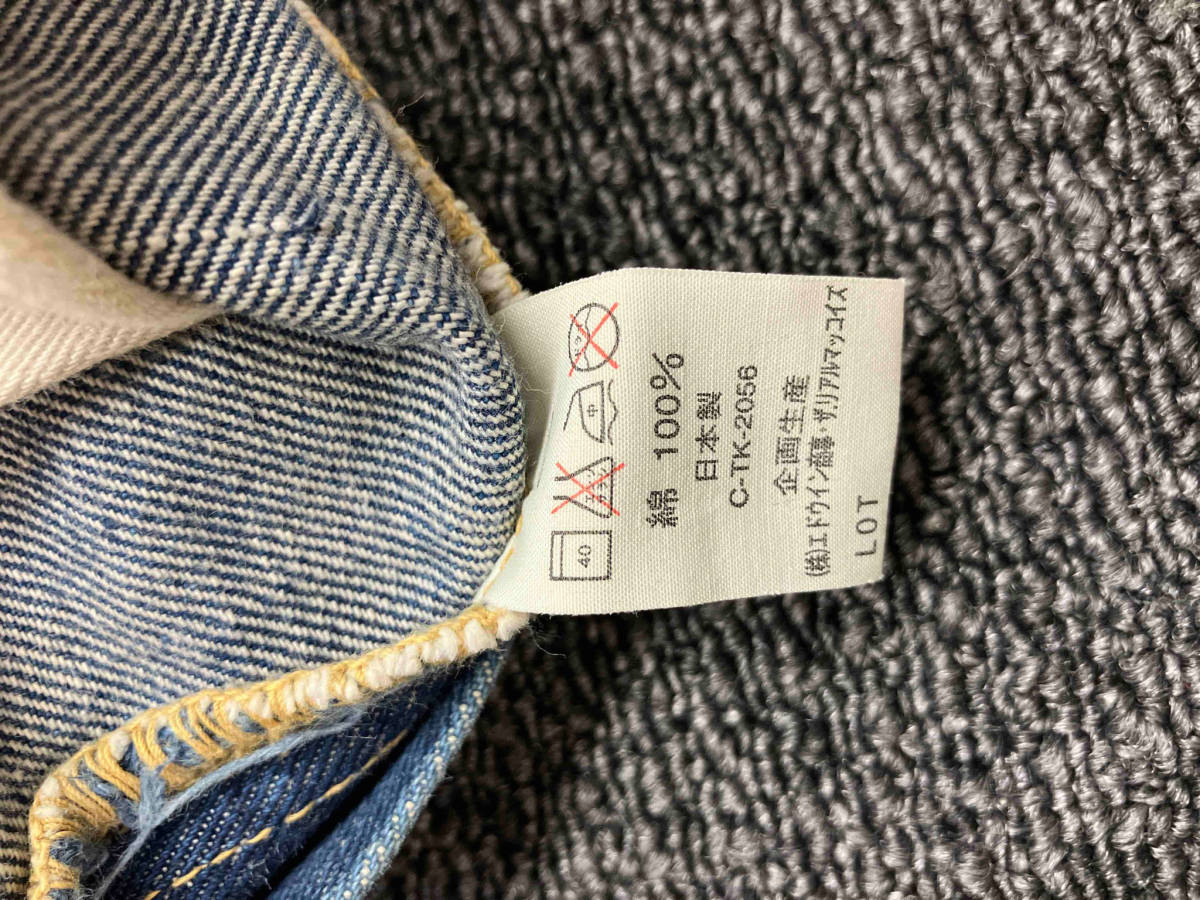 40
綿 100%
日本製
C-TK-2056
企画生産
(株)エドウイン商事・ザリアルマッコイズ
LOT